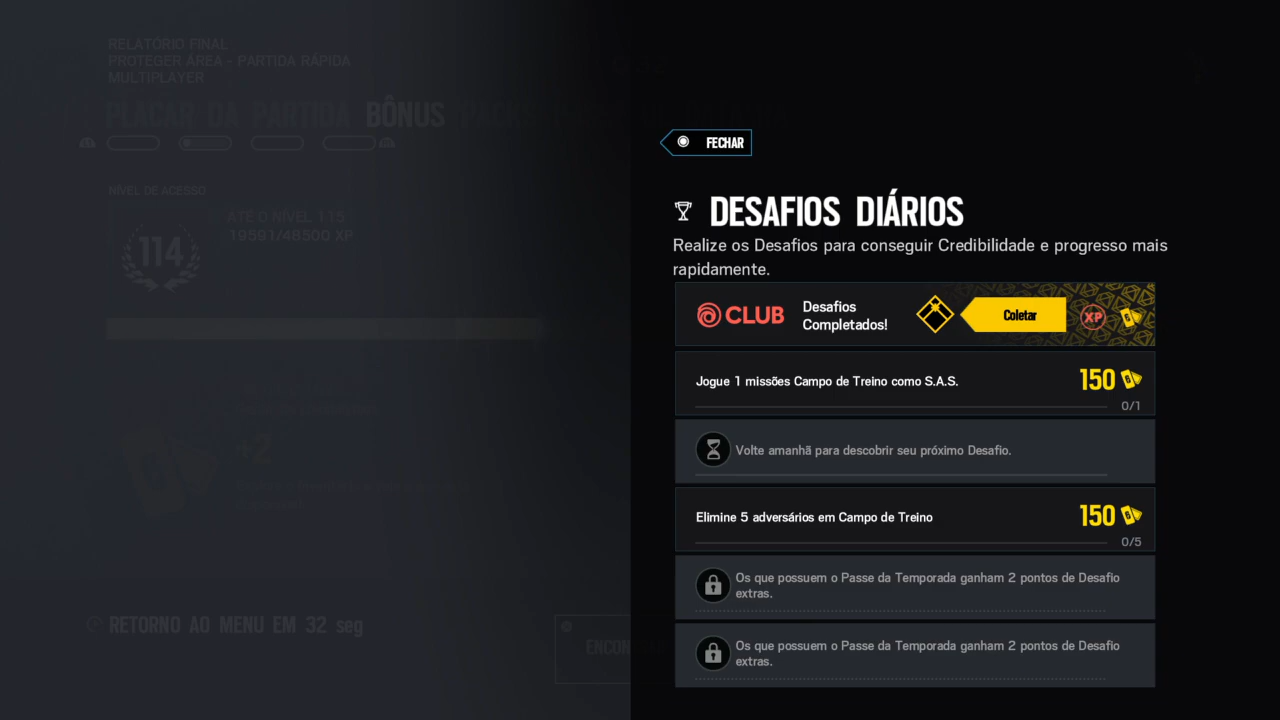 RELATÓRIO FINAL
PROTEGER ÁREA - PARTIDA RÁPIDA
MULTIPLAYER
PLACAR DA PARTIDA BÔNUS
NÍVEL DE ACESSO
114
ATÉ O NÍVEL 115
19591/48500 XP
+2
RETORNO AO MENU EM 32 seg
FECHAR
DESAFIOS DIÁRIOS
Realize os Desafios para conseguir Credibilidade e progresso mais
rapidamente.
CLUB
Desafios
Completados!
Coletar
XP
Jogue 1 missões Campo de Treino como S.A.S.
150
0/1
Volte amanhã para descobrir seu próximo Desafio.
Elimine 5 adversários em Campo de Treino
150
0/5
Os que possuem o Passe da Temporada ganham 2 pontos de Desafio
extras.
Os que possuem o Passe da Temporada ganham 2 pontos de Desafio
extras.